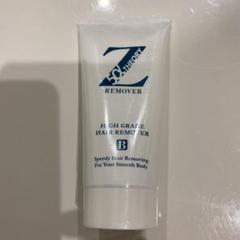 Z
REMOVER
HIGH GRADE
HAIR REMOVER
B
Speedy Hair Removing
For Your Smooth Body